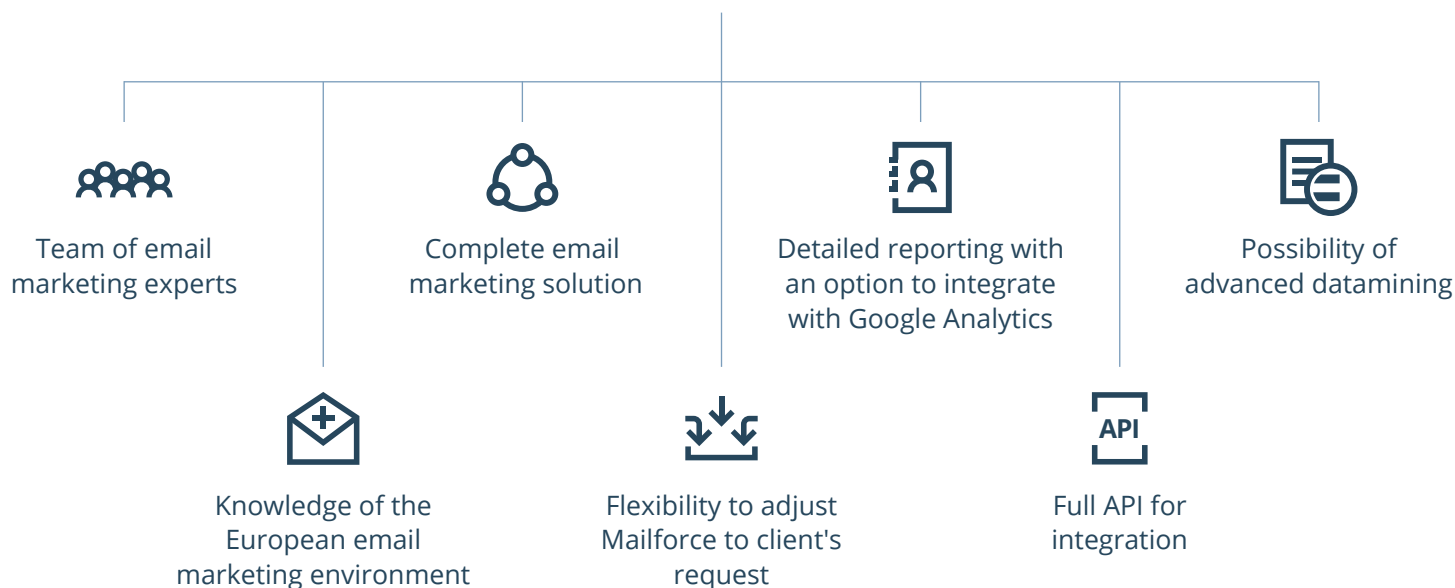 Team of email
marketing experts
Complete email
marketing solution
Detailed reporting with
an option to integrate
with Google Analytics
Possibility of
advanced datamining
Knowledge of the
European email
marketing environment
Flexibility to adjust
Mailforce to client's
request
API
Full API for
integration